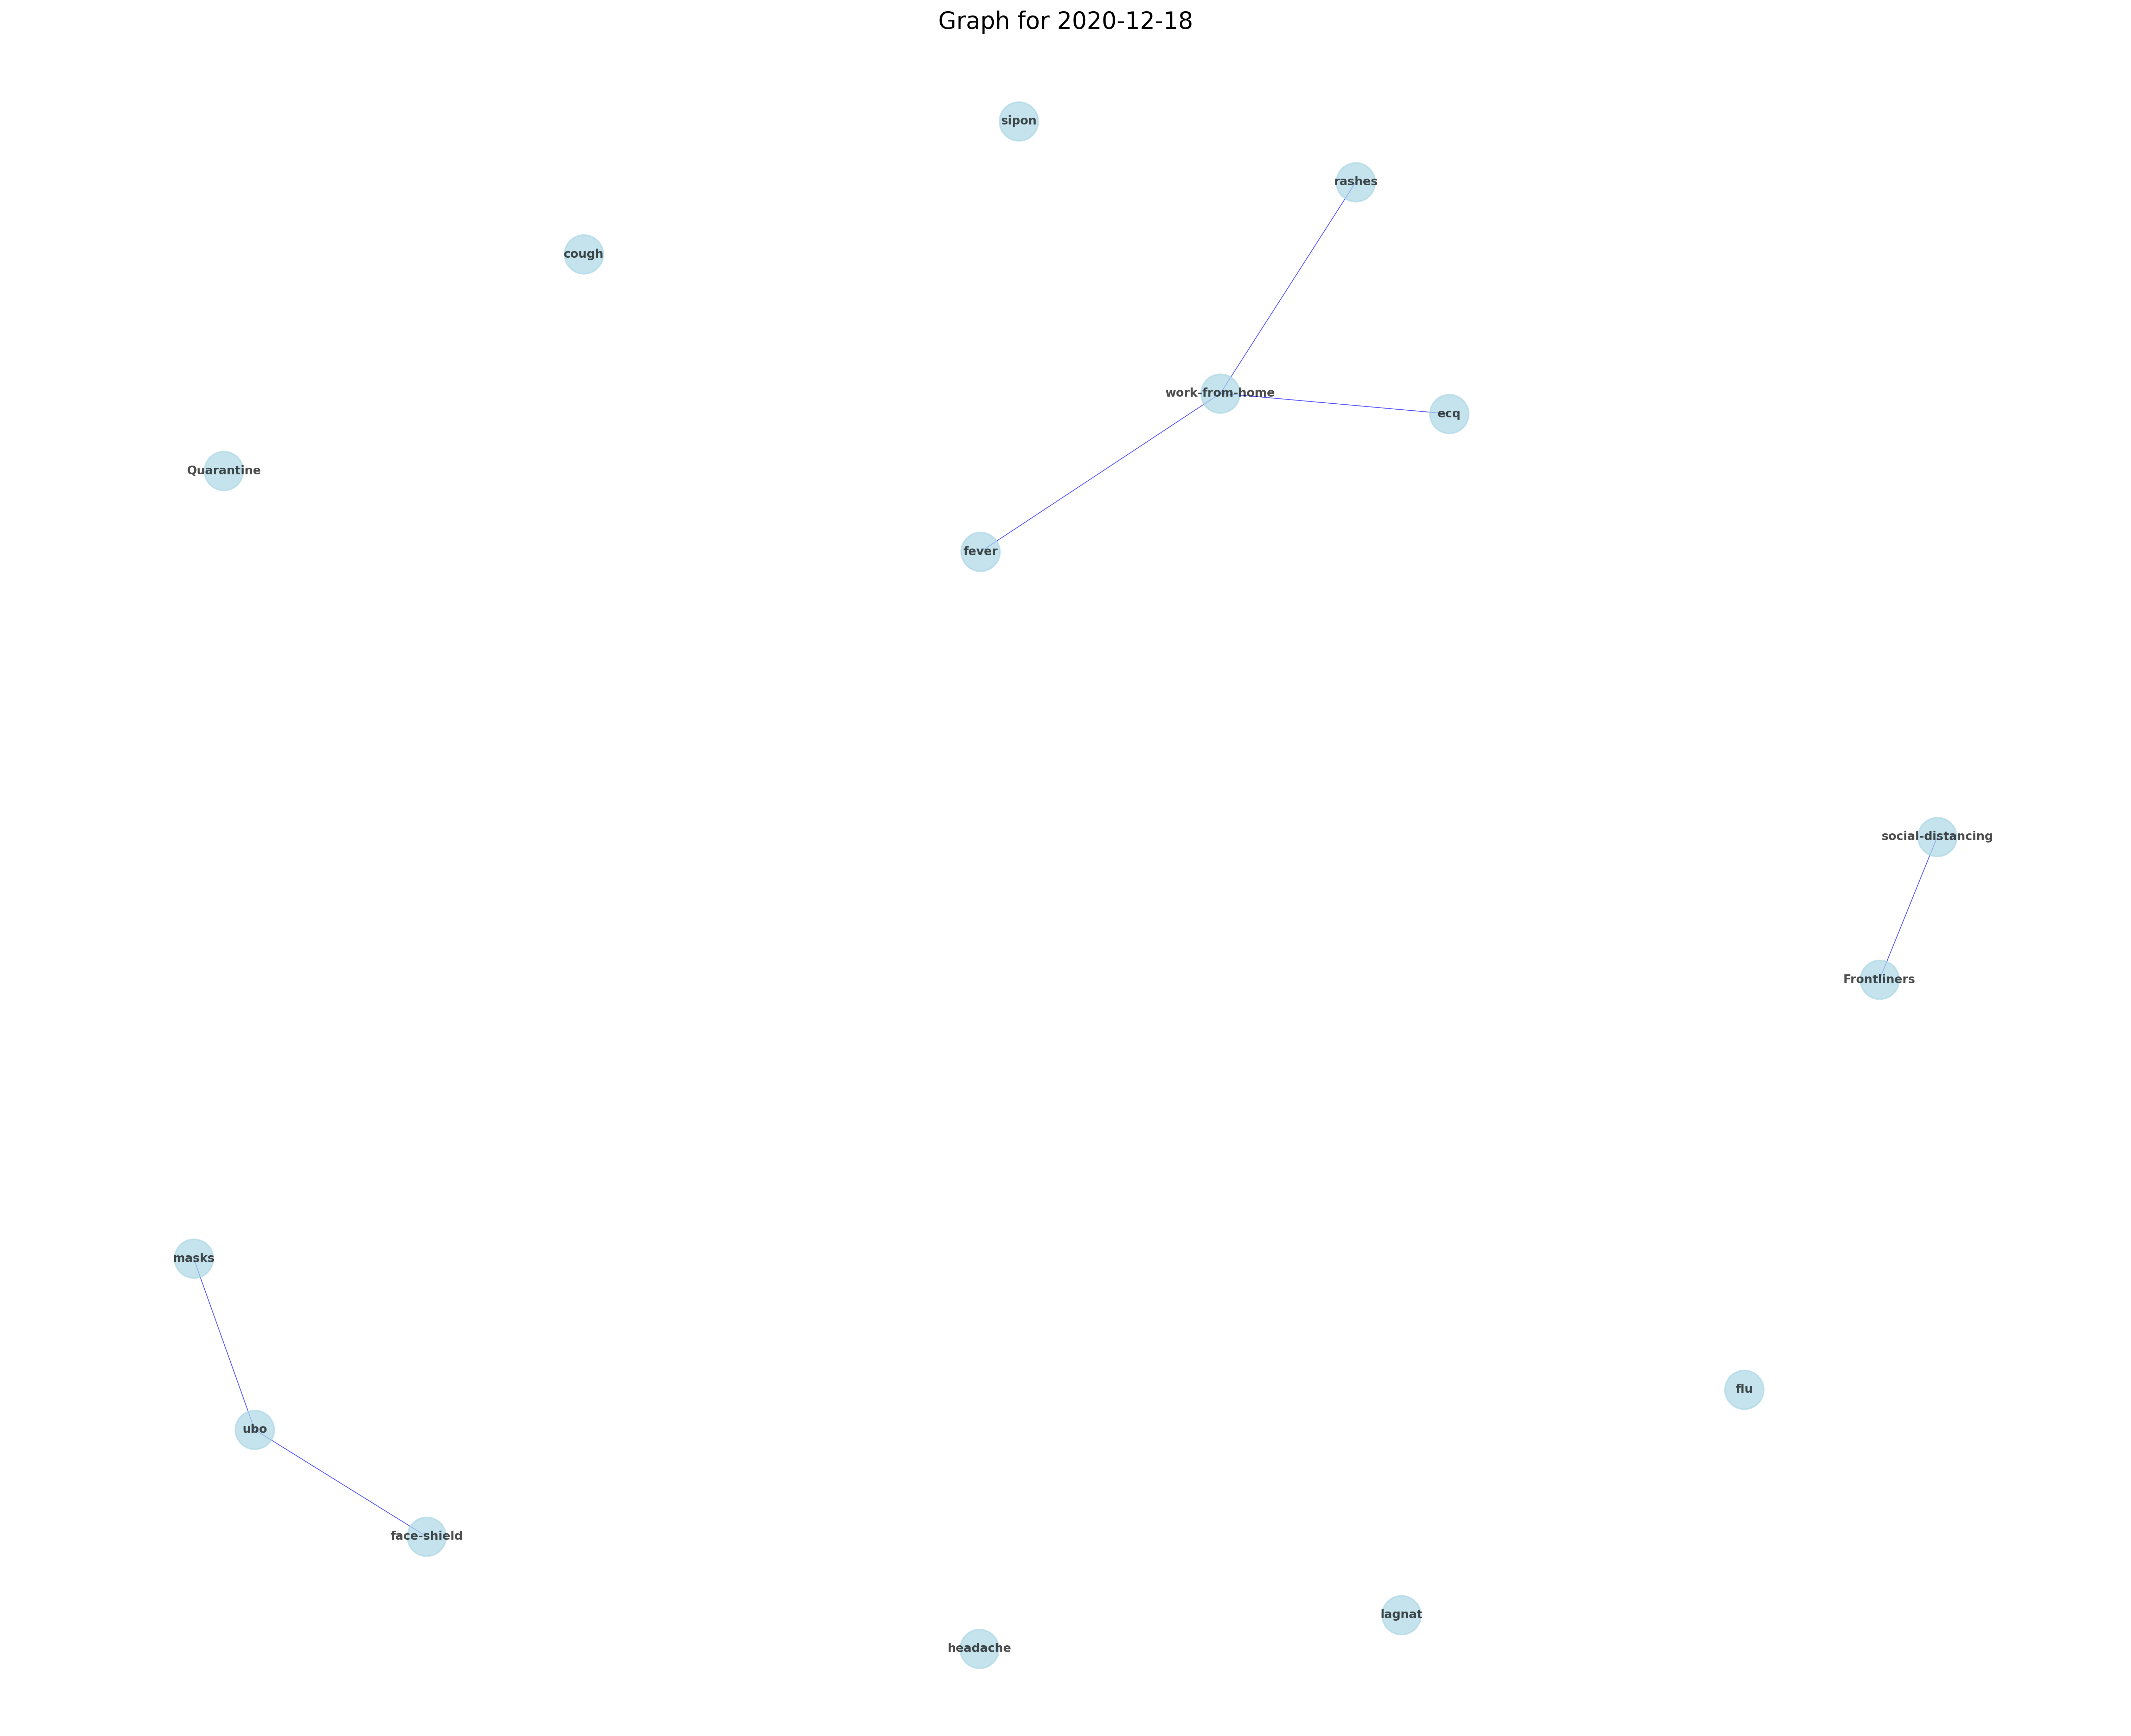 Graph for 2020-12-18
sipon
rashes
cough
work-from-home
ecq
Quarantine
fever
social-distancing
Frontliners
masks
flu
ubo
face-shield
lagnat
headache